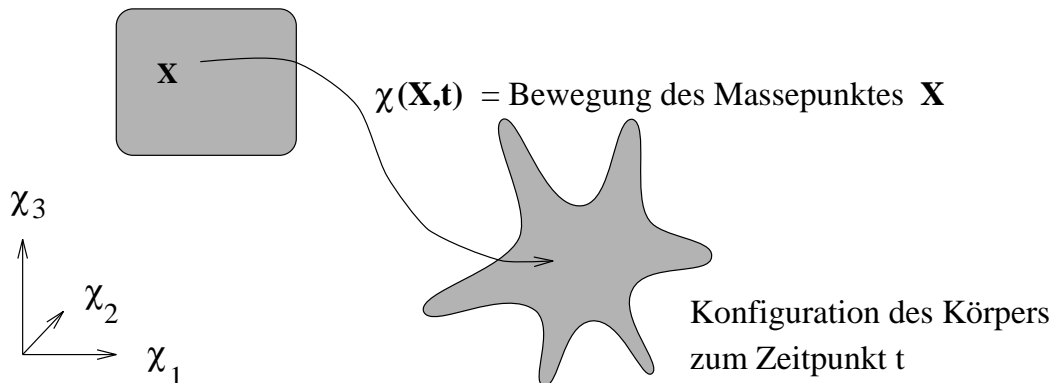 X
χ(X,t) = Bewegung des Massepunktes X
χ3
χ2
χ1
Konfiguration des Körpers
zum Zeitpunkt t